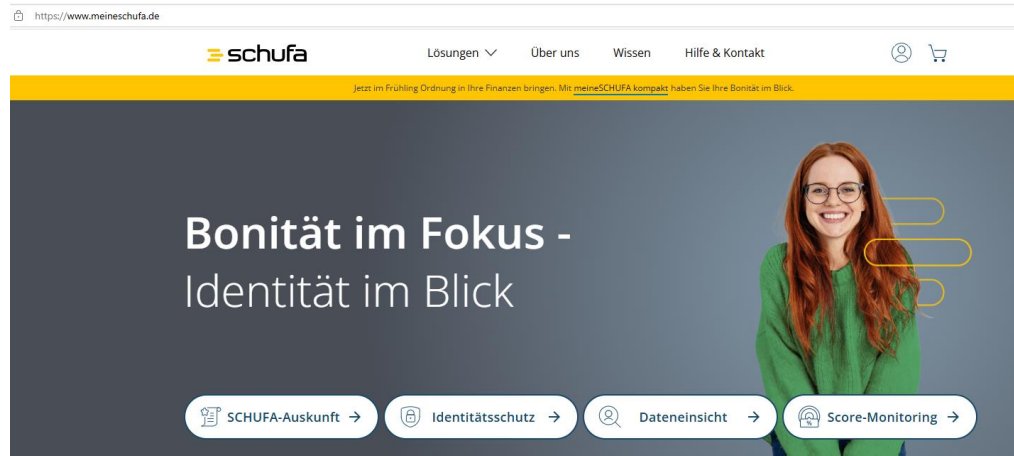 https://www.meineschufa.de
schufa
Lösungen
Über uns
Wissen
Hilfe & Kontakt
Jetzt im Frühling Ordnung in Ihre Finanzen bringen. Mit meineSCHUFA kompakt haben Sie Ihre Bonität im Blick.
Bonität im Fokus -
Identität im Blick
SCHUFA-Auskunft →
Identitätsschutz →
Dateneinsicht →
% Score-Monitoring →